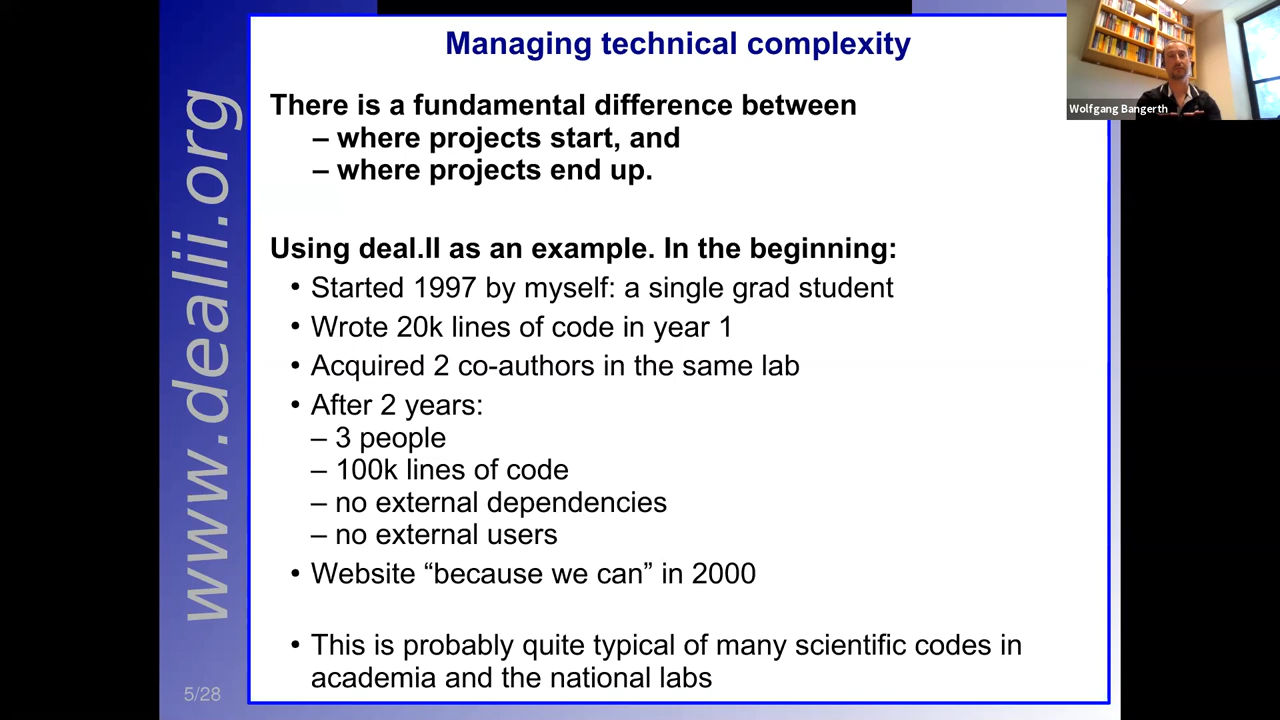 Managing technical complexity
Wolfgang Bangerth
There is a fundamental difference between
– where projects start, and
– where projects end up.
Using deal.II as an example. In the beginning:
• Started 1997 by myself: a single grad student
• Wrote 20k lines of code in year 1
• Acquired 2 co-authors in the same lab
• After 2 years:
– 3 people
– 100k lines of code
– no external dependencies
– no external users
• Website “because we can” in 2000
• This is probably quite typical of many scientific codes in
academia and the national labs
www.dealii.org
5/28